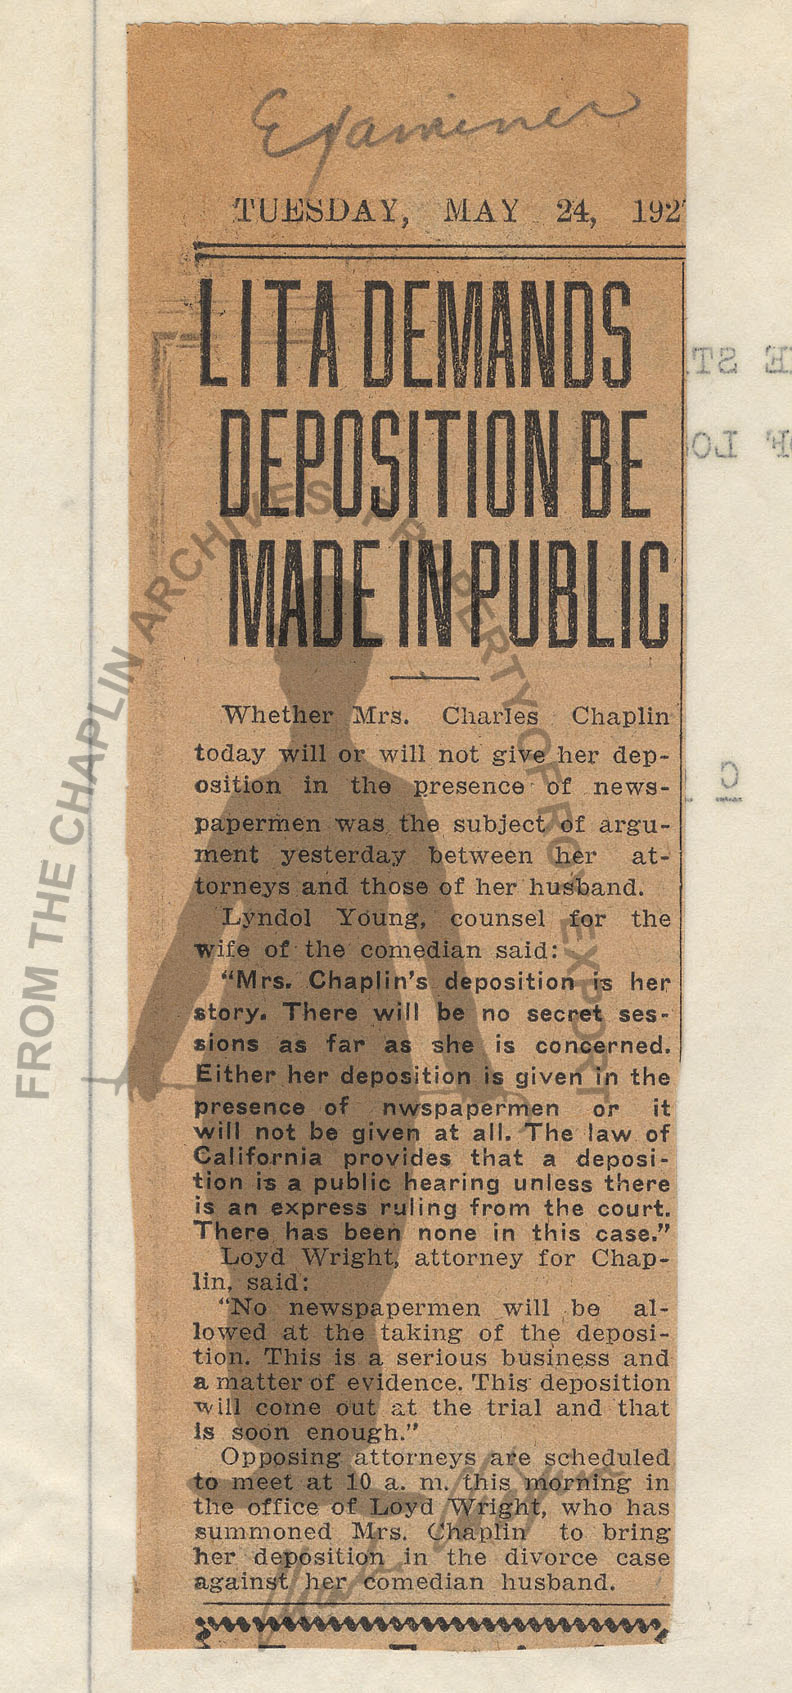 Examiner
TUESDAY, MAY 24, 192
LITA DEMANDS
DEPOSITION BE
MADE IN PUBLIC
Whether Mrs. Charles Chaplin
today will or will not give her dep-
osition in the presence of news-
papermen was the subject of argu-
ment yesterday between her at-
torneys and those of her husband.
Lyndol Young, counsel for the
wife of the comedian said:
"Mrs. Chaplin's deposition is her
story. There will be no secret ses-
sions as far as she is concerned.
Either her deposition is given in the
presence of nwspapermen or it
will not be given at all. The law of
California provides that a deposi-
tion is a public hearing unless there
is an express ruling from the court.
There has been none in this case."
Loyd Wright, attorney for Chap-
lin, said:
"No newspapermen will be al-
lowed at the taking of the deposi-
tion. This is a serious business and
a matter of evidence. This deposition
will come out at the trial and that
is soon enough."
Opposing attorneys are scheduled
to meet at 10 a. m. this morning in
the office of Loyd Wright, who has
summoned Mrs. Chaplin to bring
her deposition in the divorce case
against her comedian husband.
FROM THE CHAPLIN ARCHIVES, PROPERTY OF ROY EXPORT